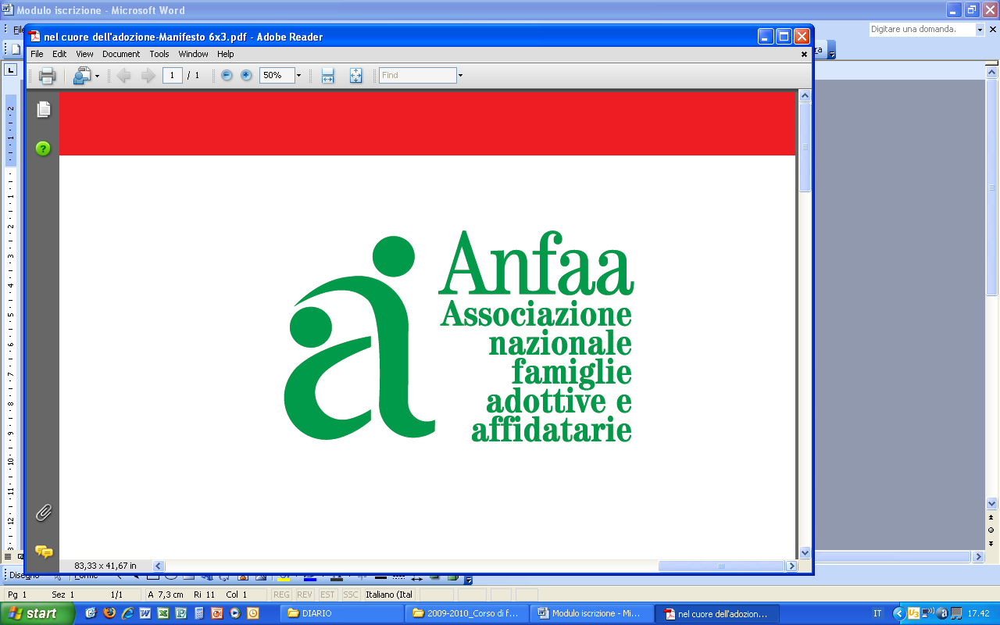 Modulo iscrizione - Microsoft Word
Digitare una domanda.
nel cuore dell'adozione-Manifesto 6x3.pdf - Adobe Reader
File Edit View Document Tools Window Help
1 / 1 50% Find
Anfaa
Associazione
nazionale
famiglie
adottive e
affidatarie
83,33 x 41,67 in
Disegno Forme
Pg 1 Sez 1 1/1 A 7,3 cm Ri 11 Col 1 REG REV EST SSC Italiano (Ital
start DIARIO 2009-2010_Corso di f... Modulo iscrizione - Mi... nel cuore dell'adozion... IT 17.42